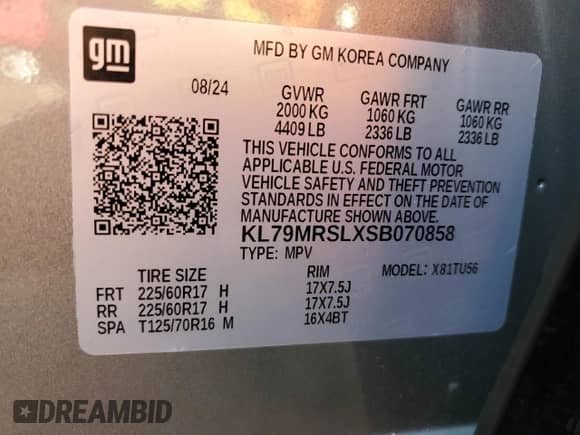 gm
MFD BY GM KOREA COMPANY
08/24 GVWR GAWR FRT GAWR RR
2000 KG 1060 KG 1060 KG
4409 LB 2336 LB 2336 LB
THIS VEHICLE CONFORMS TO ALL
APPLICABLE U.S. FEDERAL MOTOR
VEHICLE SAFETY AND THEFT PREVENTION
STANDARDS IN EFFECT ON THE DATE OF
MANUFACTURE SHOWN ABOVE.
KL79MRSLXSB070858
TYPE: MPV MODEL: X81TU56
TIRE SIZE RIM
FRT 225/60R17 H 17X7.5J
RR 225/60R17 H 17X7.5J
SPA T125/70R16 M 16X4BT
DREAMBID